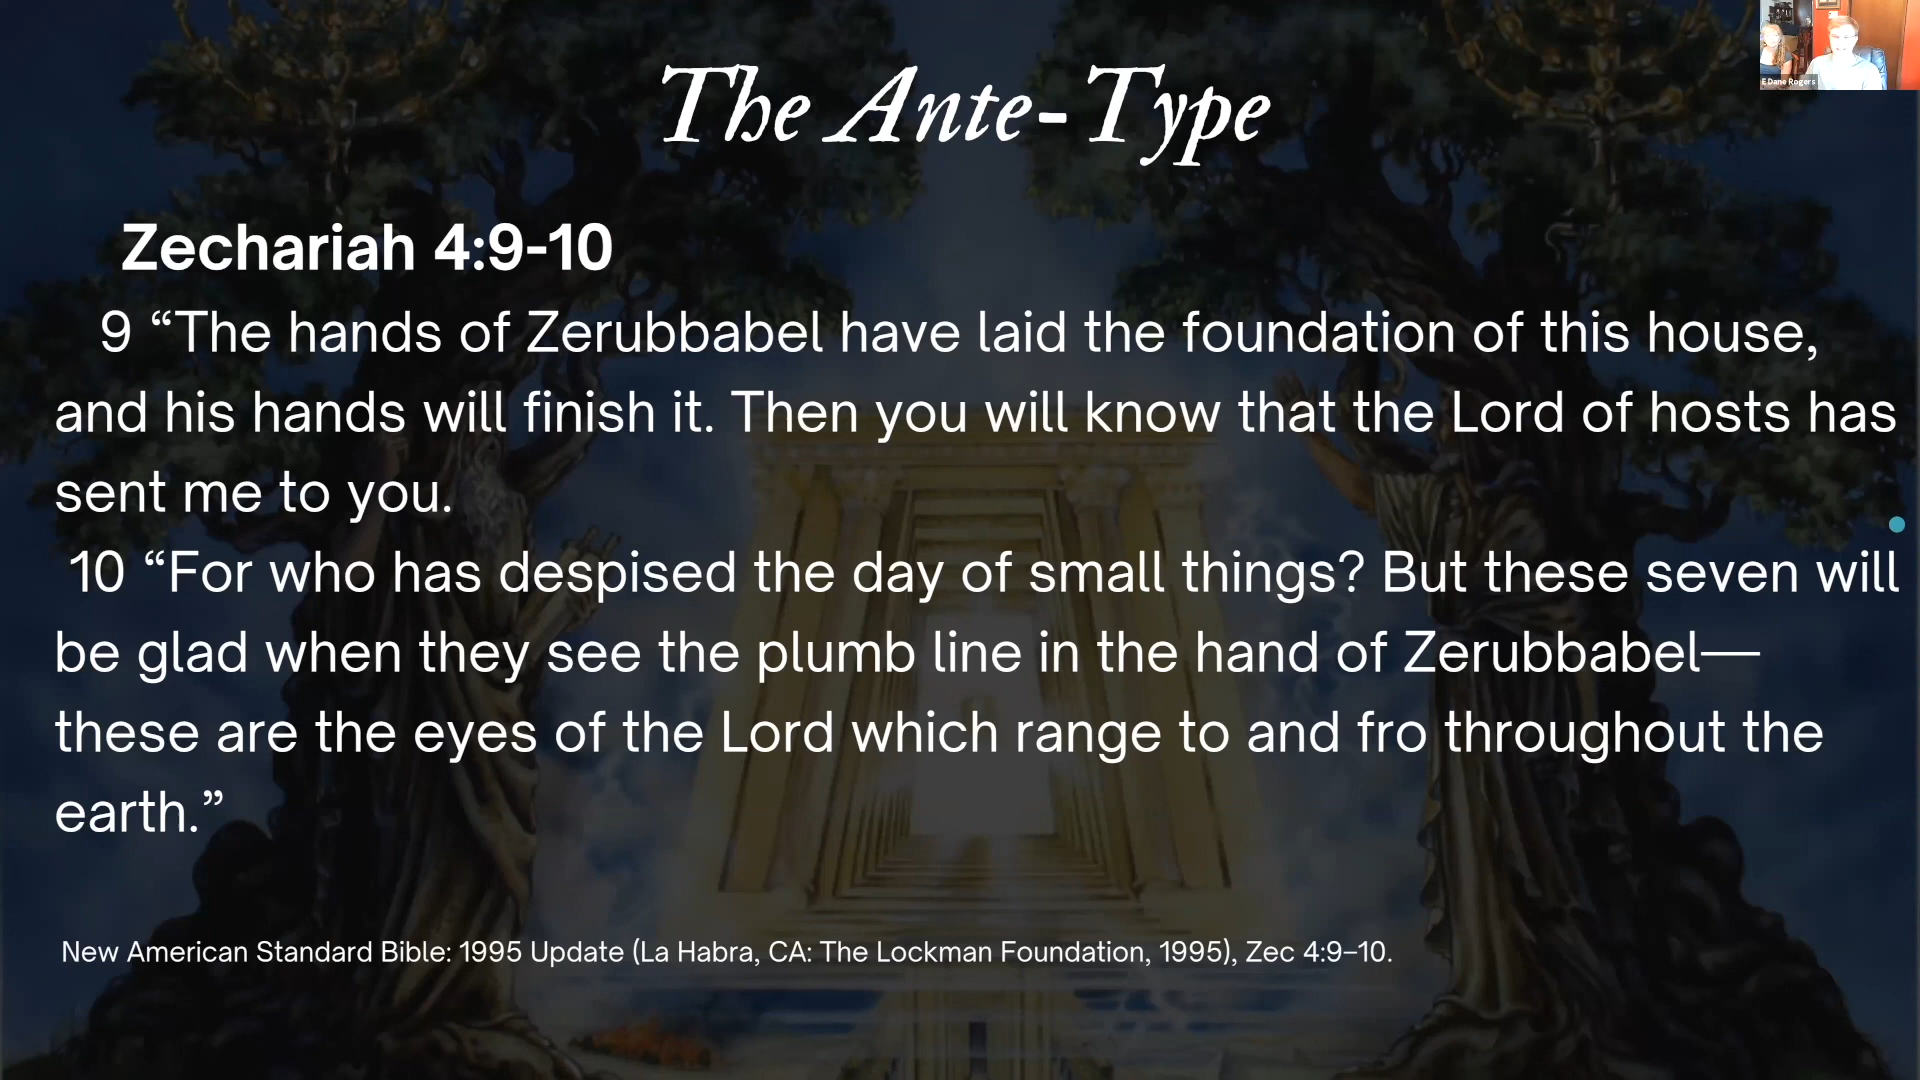 E Dane Rogers
The Ante-Type
Zechariah 4:9-10
9 “The hands of Zerubbabel have laid the foundation of this house,
and his hands will finish it. Then you will know that the Lord of hosts has
sent me to you.
10 “For who has despised the day of small things? But these seven will
be glad when they see the plumb line in the hand of Zerubbabel—
these are the eyes of the Lord which range to and fro throughout the
earth.”
New American Standard Bible: 1995 Update (La Habra, CA: The Lockman Foundation, 1995), Zec 4:9–10.